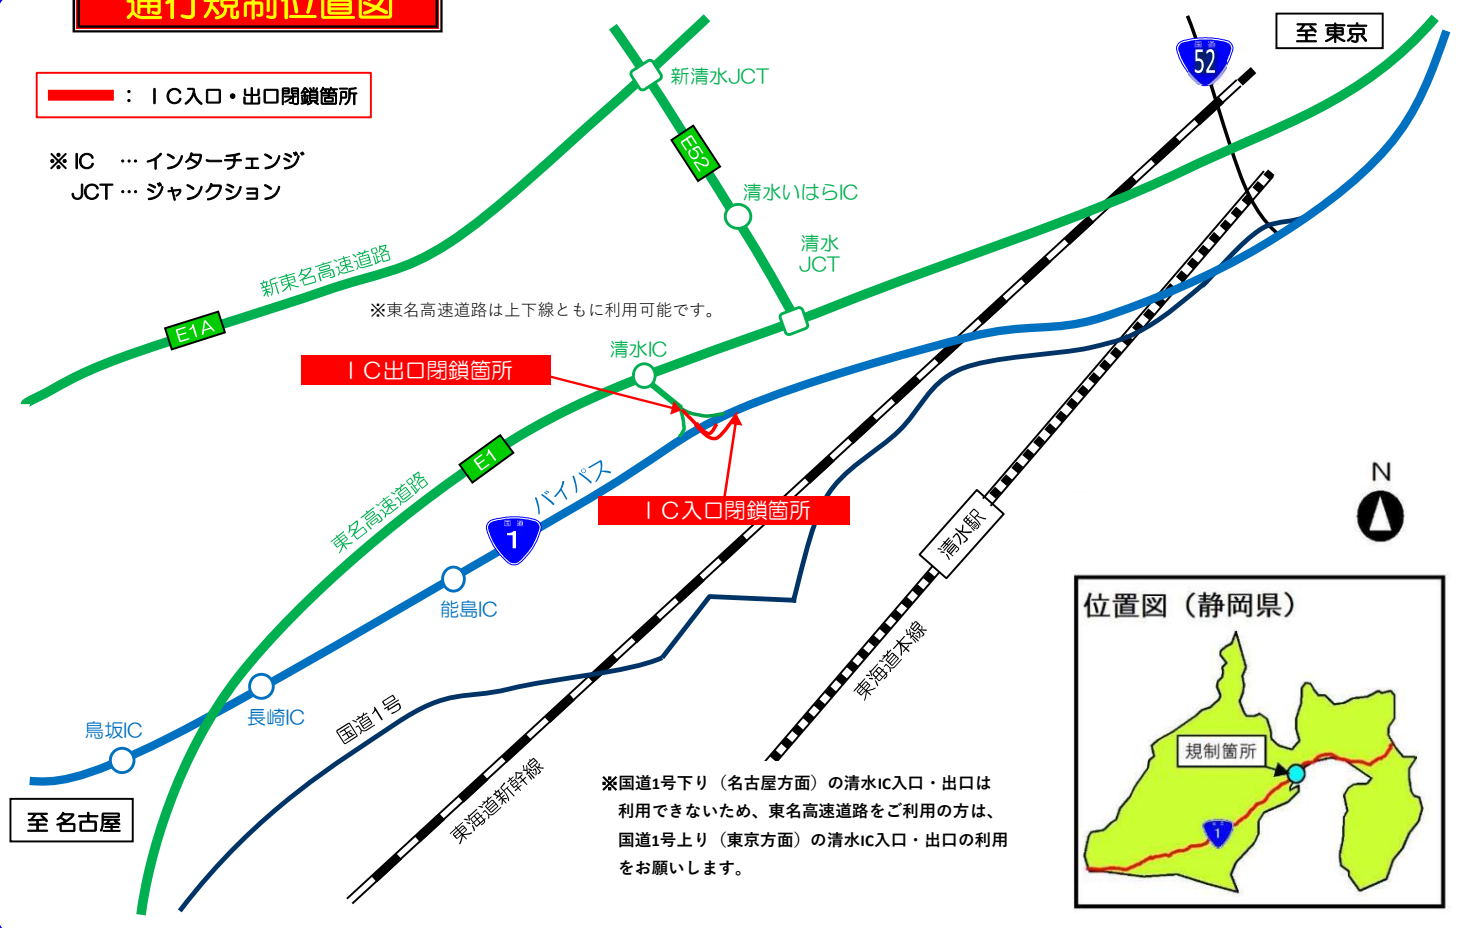 通行規制位置図
：ＩＣ入口・出口閉鎖箇所
※ IC … インターチェンジ
JCT … ジャンクション
至 東京
国道
52
新清水JCT
E52
清水いはらIC
清水
JCT
新東名高速道路
E1A
※東名高速道路は上下線ともに利用可能です。
清水IC
ＩＣ出口閉鎖箇所
E1
東名高速道路
バイパス
ＩＣ入口閉鎖箇所
国道
1
能島IC
長崎IC
鳥坂IC
至 名古屋
国道１号
東海道新幹線
清水駅
東海道本線
N
※国道1号下り（名古屋方面）の清水IC入口・出口は
利用できないため、東名高速道路をご利用の方は、
国道1号上り（東京方面）の清水IC入口・出口の利用
をお願いします。
位置図（静岡県）
規制箇所
1